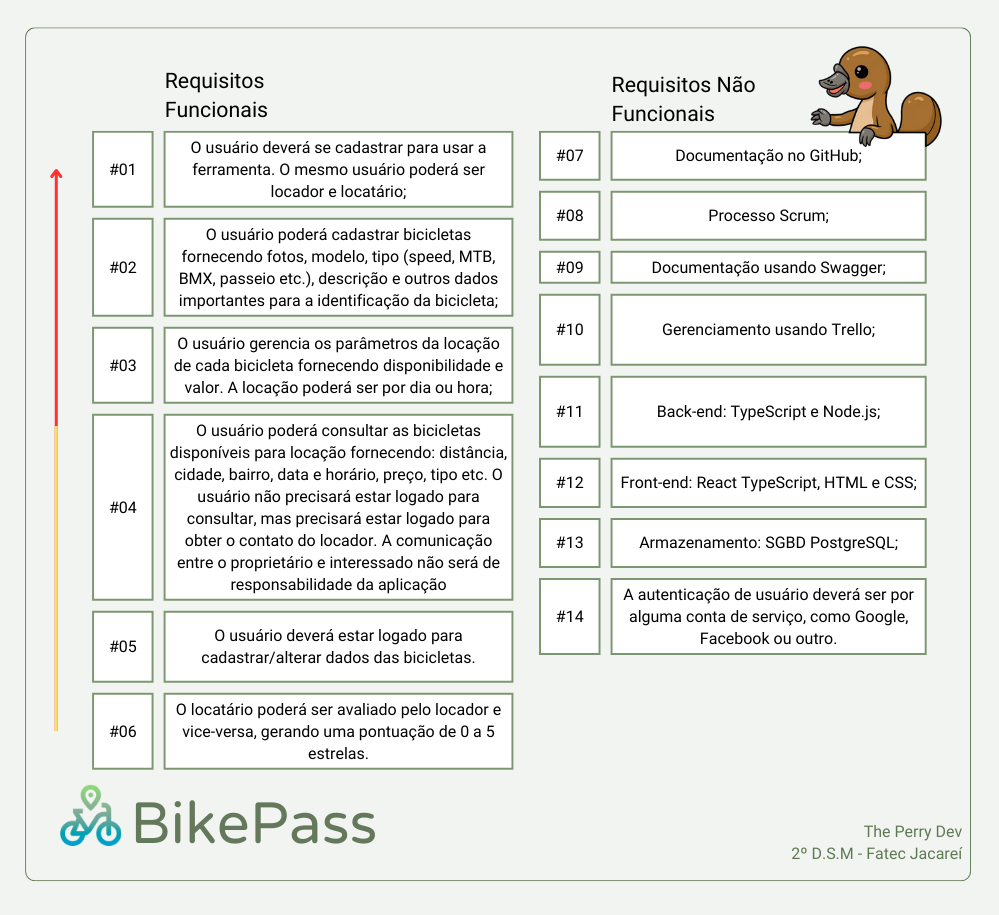 Requisitos
Funcionais
#01
O usuário deverá se cadastrar para usar a
ferramenta. O mesmo usuário poderá ser
locador e locatário;
#02
O usuário poderá cadastrar bicicletas
fornecendo fotos, modelo, tipo (speed, MTB,
BMX, passeio etc.), descrição e outros dados
importantes para a identificação da bicicleta;
#03
O usuário gerencia os parâmetros da locação
de cada bicicleta fornecendo disponibilidade e
valor. A locação poderá ser por dia ou hora;
#04
O usuário poderá consultar as bicicletas
disponíveis para locação fornecendo: distância,
cidade, bairro, data e horário, preço, tipo etc. O
usuário não precisará estar logado para
consultar, mas precisará estar logado para
obter o contato do locador. A comunicação
entre o proprietário e interessado não será de
responsabilidade da aplicação
#05
O usuário deverá estar logado para
cadastrar/alterar dados das bicicletas.
#06
O locatário poderá ser avaliado pelo locador e
vice-versa, gerando uma pontuação de 0 a 5
estrelas.
Requisitos Não
Funcionais
#07
Documentação no GitHub;
#08
Processo Scrum;
#09
Documentação usando Swagger;
#10
Gerenciamento usando Trello;
#11
Back-end: TypeScript e Node.js;
#12
Front-end: React TypeScript, HTML e CSS;
#13
Armazenamento: SGBD PostgreSQL;
#14
A autenticação de usuário deverá ser por
alguma conta de serviço, como Google,
Facebook ou outro.
BikePass
The Perry Dev
2º D.S.M - Fatec Jacareí